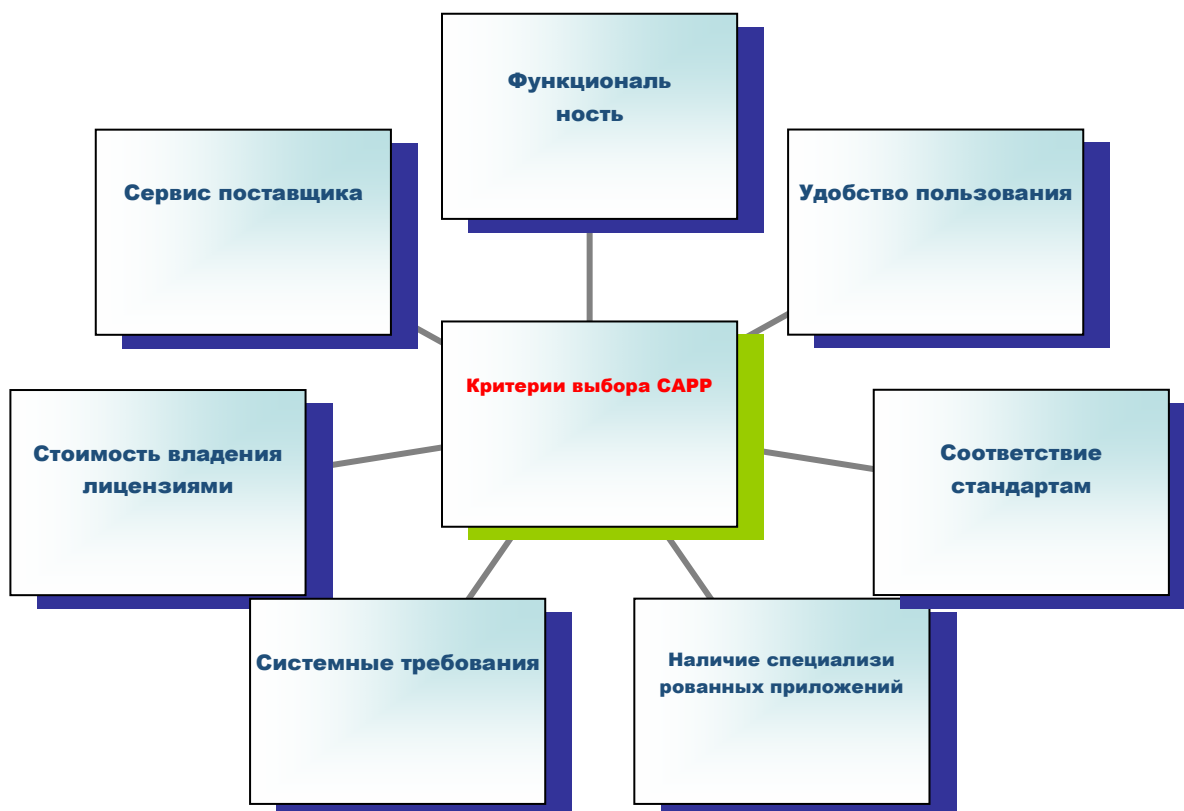 Функциональ
ность
Сервис поставщика
Удобство пользования
Критерии выбора CAPP
Стоимость владения
лицензиями
Соответствие
стандартам
Системные требования
Наличие специализи
рованных приложений